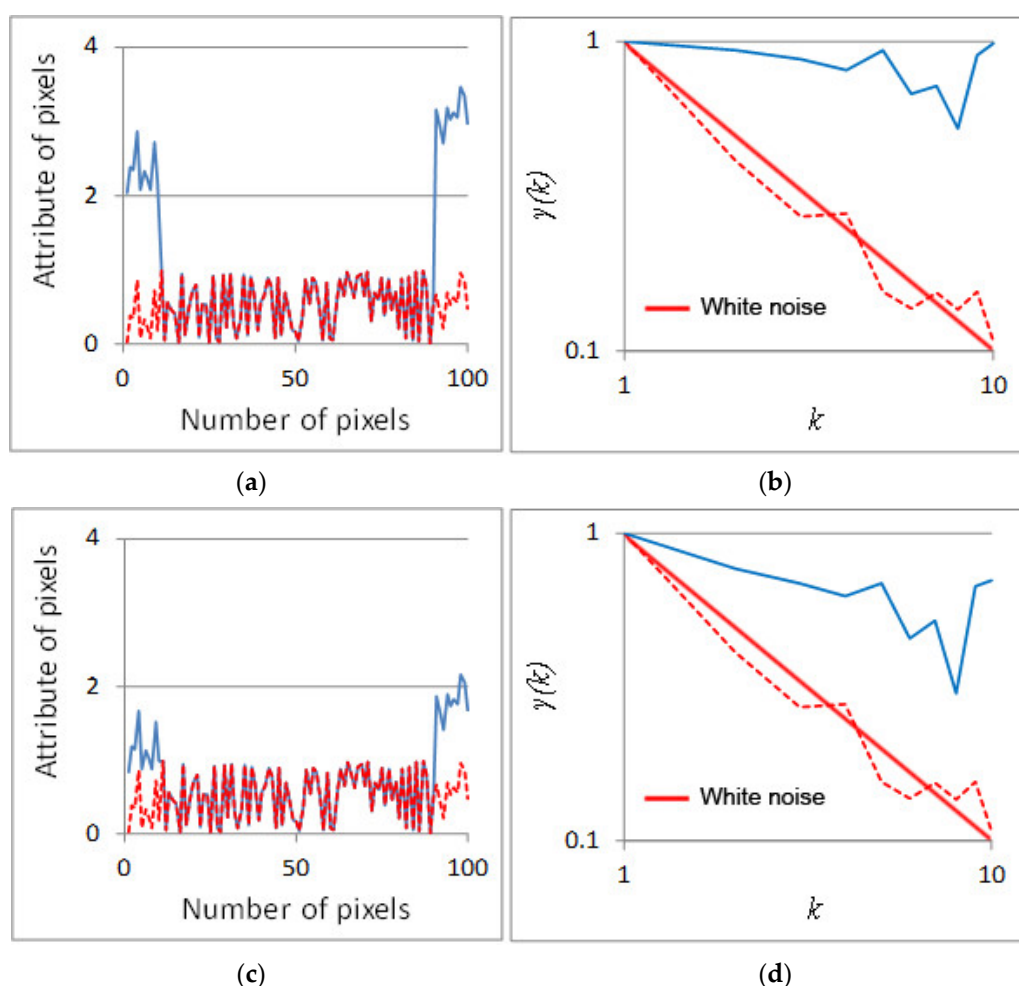 4
2
0
0
50
100
Attribute of pixels
Number of pixels
(a)
1
0.1
1
10
γ(k)
k
White noise
(b)
4
2
0
0
50
100
Attribute of pixels
Number of pixels
(c)
1
0.1
1
10
γ(k)
k
White noise
(d)